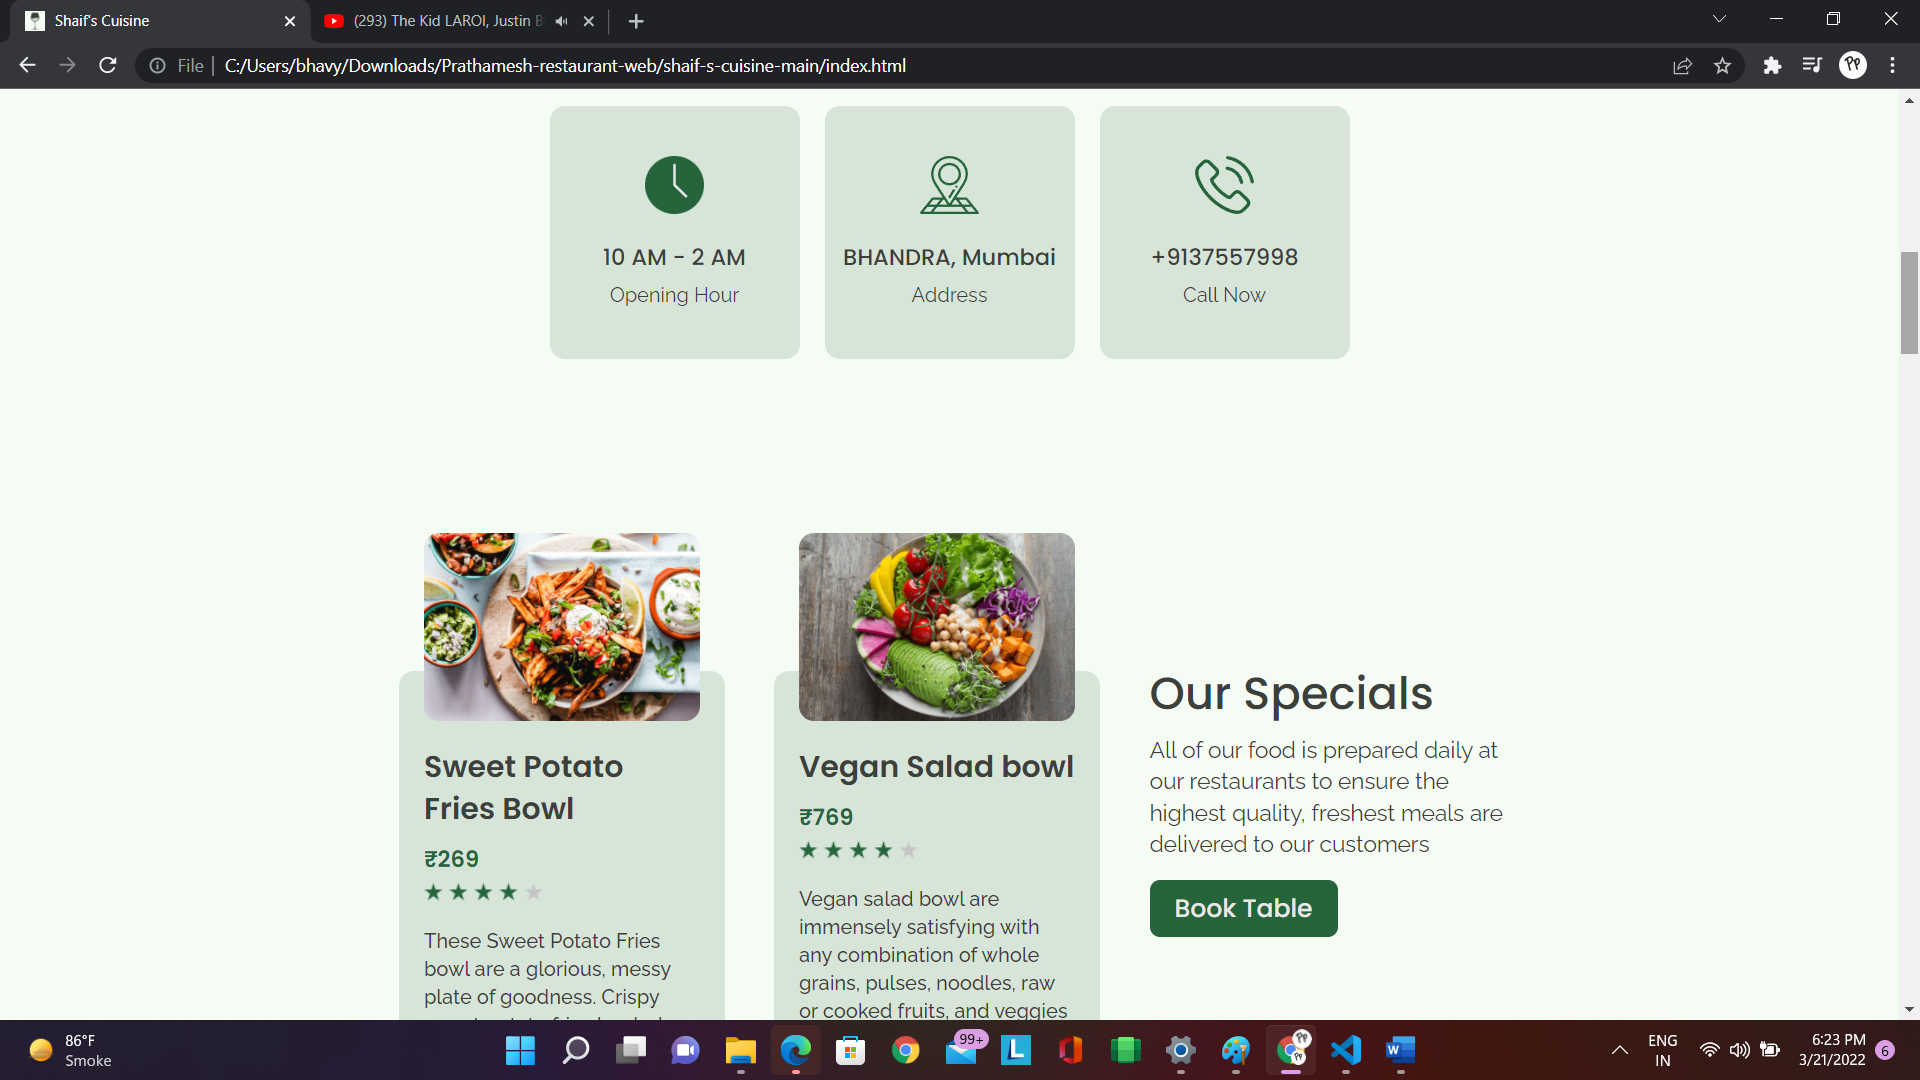 Shaif's Cuisine
(293) The Kid LAROI, Justin B
File
C:/Users/bhavy/Downloads/Prathamesh-restaurant-web/shaif-s-cuisine-main/index.html
10 AM - 2 AM
Opening Hour
BHANDRA, Mumbai
Address
+9137557998
Call Now
Sweet Potato
Fries Bowl
₹269
These Sweet Potato Fries
bowl are a glorious, messy
plate of goodness. Crispy
Vegan Salad bowl
₹769
Vegan salad bowl are
immensely satisfying with
any combination of whole
grains, pulses, noodles, raw
or cooked fruits, and veggies
Our Specials
All of our food is prepared daily at
our restaurants to ensure the
highest quality, freshest meals are
delivered to our customers
Book Table
86°F
Smoke
99+
L
W
ENG
IN
6:23 PM
3/21/2022
6